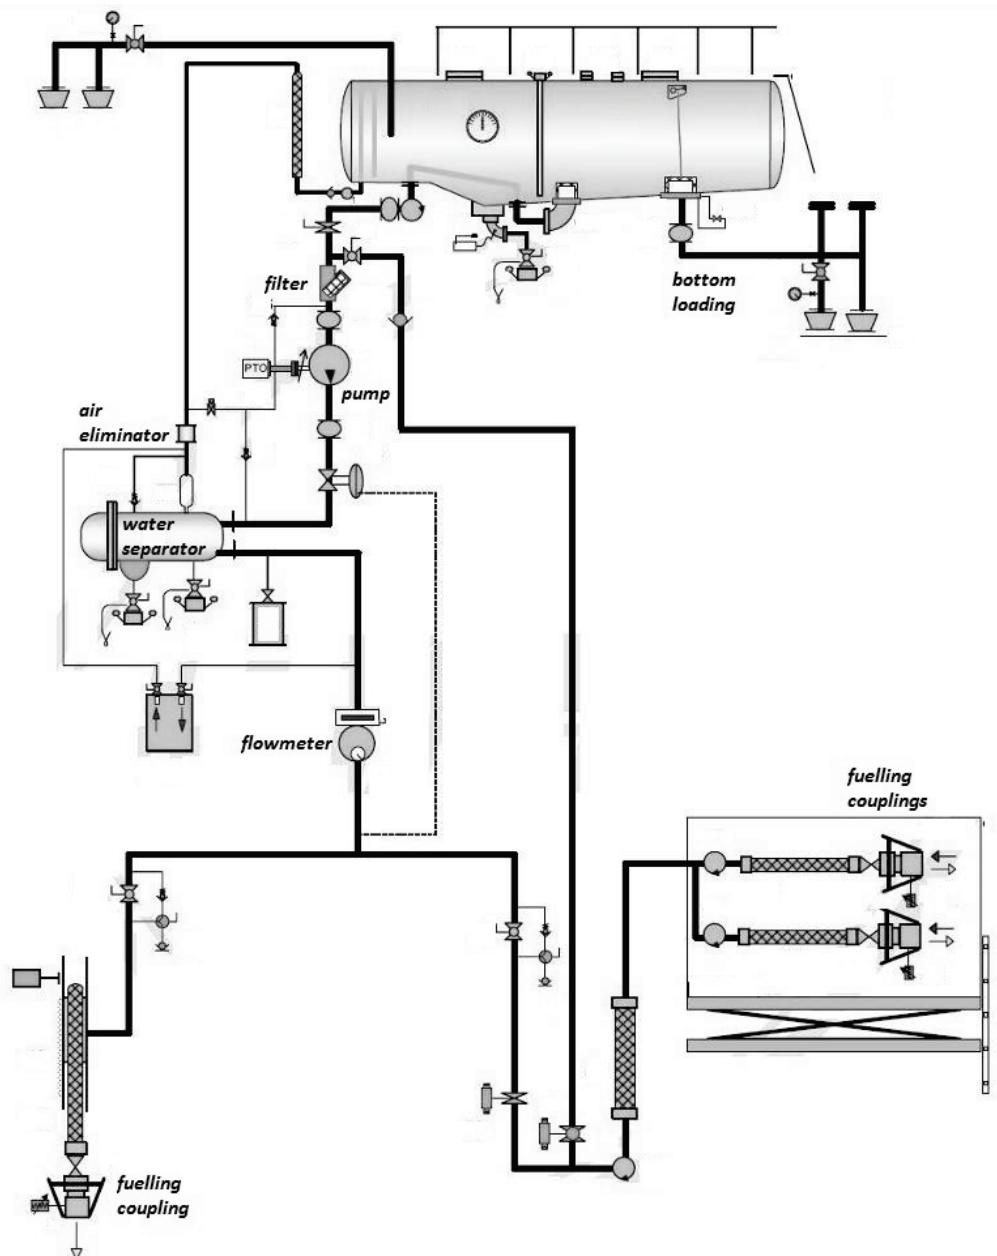 filter
bottom
loading
PTO
pump
air
eliminator
water
separator
flowmeter
fuelling
couplings
fuelling
coupling